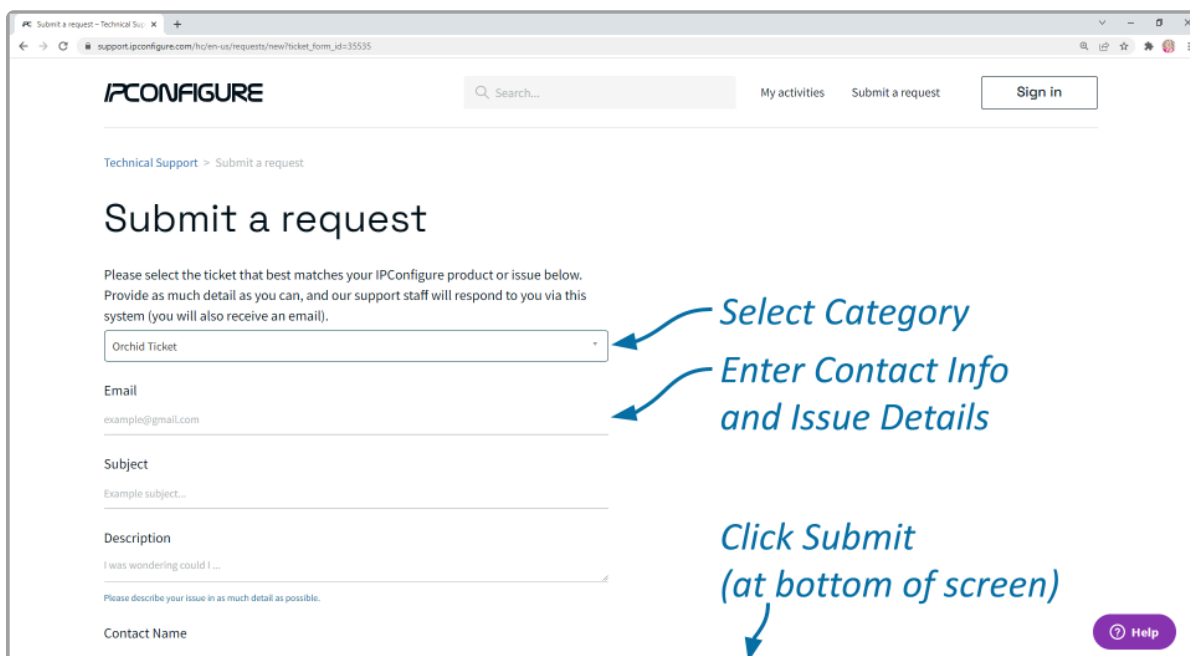 Submit a request – Technical Sup
support.ipconfigure.com/hc/en-us/requests/new?ticket_form_id=35535
IPCONFIGURE
Search...
My activities
Submit a request
Sign in
Technical Support > Submit a request
Submit a request
Please select the ticket that best matches your IPConfigure product or issue below.
Provide as much detail as you can, and our support staff will respond to you via this
system (you will also receive an email).
Orchid Ticket
Select Category
Email
example@gmail.com
Enter Contact Info
and Issue Details
Subject
Example subject...
Description
I was wondering could I ...
Please describe your issue in as much detail as possible.
Click Submit
(at bottom of screen)
Contact Name
Help